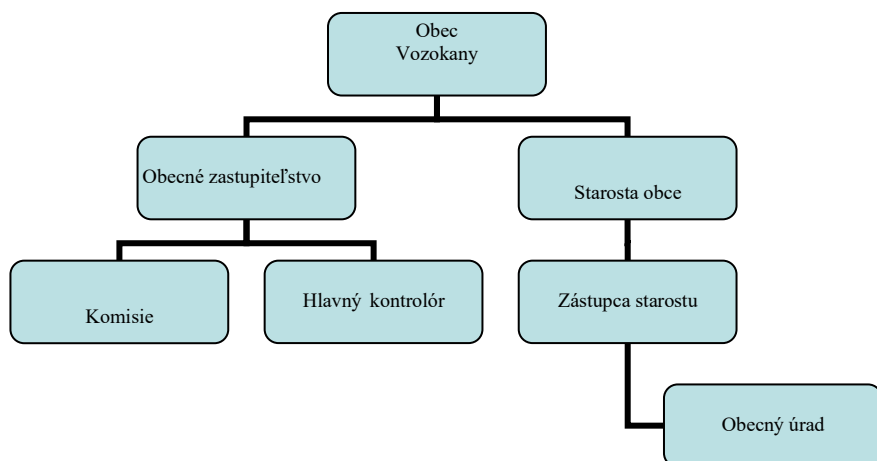 Obec
Vozokany
Obecné zastupiteľstvo
Starosta obce
Komisie
Hlavný kontrolór
Zástupca starostu
Obecný úrad